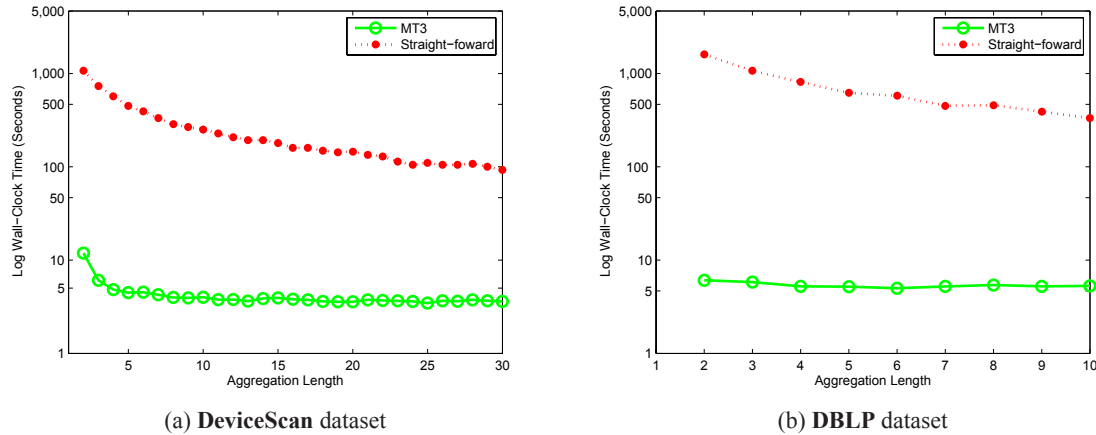 5,000
1,000
500
100
50
10
5
1
Log Wall-Clock Time (Seconds)
MT3
Straight-foward
5 10 15 20 25 30
Aggregation Length
(a) DeviceScan dataset
5,000
1,000
500
100
50
10
5
1
Log Wall-Clock Time (Seconds)
MT3
Straight-foward
1 2 3 4 5 6 7 8 9 10
Aggregation Length
(b) DBLP dataset